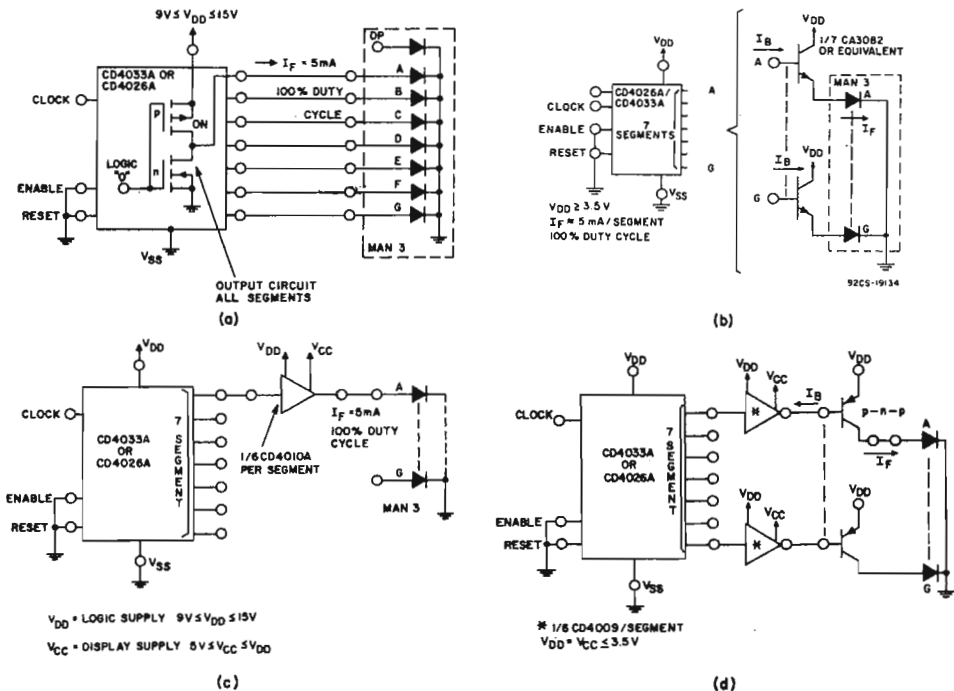 9V ≤ VDD ≤ 15V
CD4033A OR
CD4026A
CLOCK
P
ON
LOGIC
"0"
n
ENABLE
RESET
VSS
OUTPUT CIRCUIT
ALL SEGMENTS
IF = 5mA
100% DUTY
CYCLE
DP
A
B
C
D
E
F
G
MAN 3
(a)
VDD
CD4026A/
CD4033A
CLOCK
7
SEGMENTS
ENABLE
RESET
A
G
VSS
VDD ≥ 3.5 V
IF ≈ 5 mA/SEGMENT
100% DUTY CYCLE
VDD
IB
1/7 CA3082
OR EQUIVALENT
A
MAN 3
A
IF
IB
VDD
G
G
92CS-19134
(b)
VDD
CLOCK
CD4033A
OR
CD4026A
7 SEGMENT
ENABLE
RESET
VSS
VDD
VCC
1/6 CD4010A
PER SEGMENT
A
IF = 5mA
100% DUTY
CYCLE
G
MAN 3
VDD = LOGIC SUPPLY 9V ≤ VDD ≤ 15V
VCC = DISPLAY SUPPLY 5V ≤ VCC ≤ VDD
(c)
VDD
CLOCK
CD4033A
OR
CD4026A
7 SEGMENT
ENABLE
RESET
VSS
VDD
VCC
*
IB
VDD
p-n-p
A
IF
VDD
VCC
*
VDD
G
* 1/6 CD4009/SEGMENT
VDD = VCC ≤ 3.5V
(d)